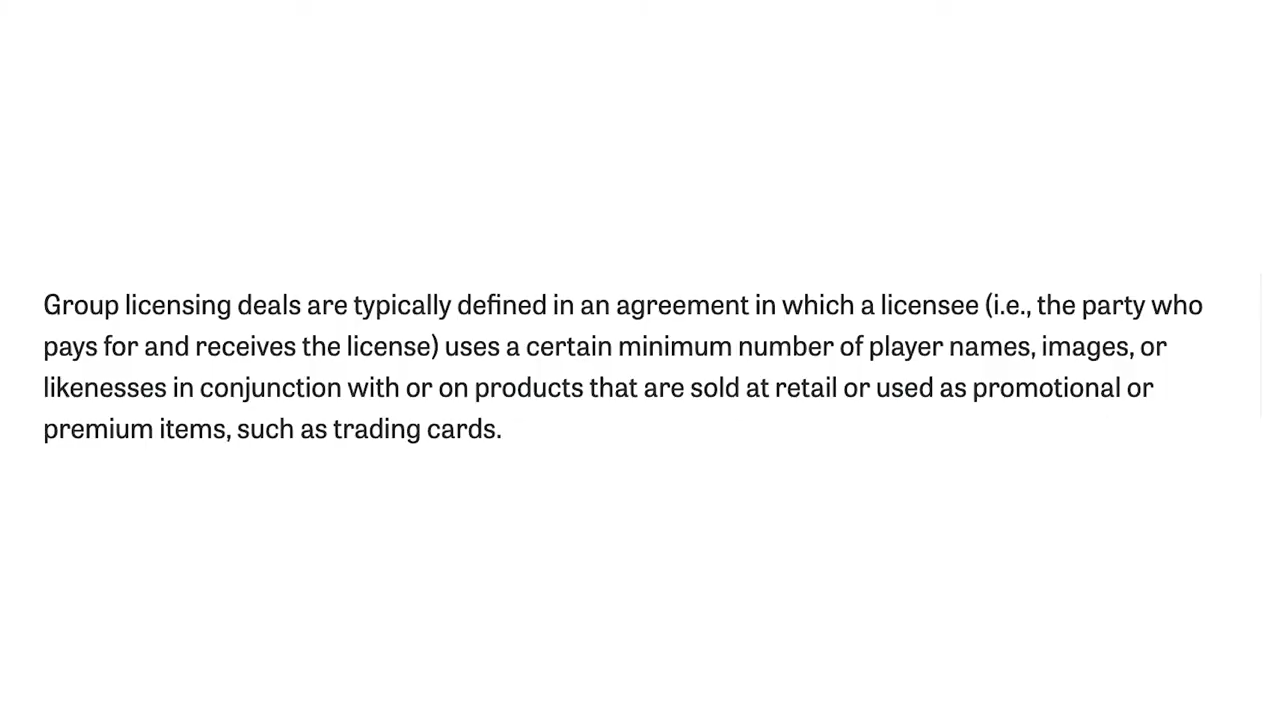 Group licensing deals are typically defined in an agreement in which a licensee (i.e., the party who
pays for and receives the license) uses a certain minimum number of player names, images, or
likenesses in conjunction with or on products that are sold at retail or used as promotional or
premium items, such as trading cards.